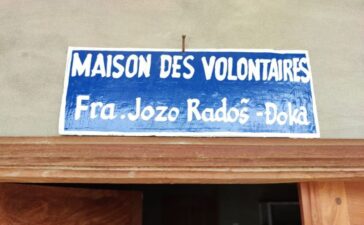 MAISON DES VOLONTAIRES
Fra. Jozo Radoš - Doka